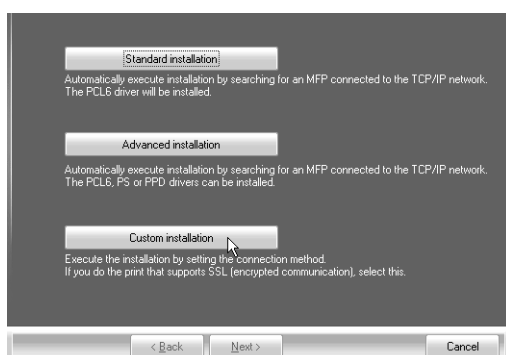 Standard installation
Automatically execute installation by searching for an MFP connected to the TCP/IP network.
The PCL6 driver will be installed.
Advanced installation
Automatically execute installation by searching for an MFP connected to the TCP/IP network.
The PCL6, PS or PPD drivers can be installed.
Custom installation
Execute the installation by setting the connection method.
If you do the print that supports SSL (encrypted communication), select this.
< Back Next > Cancel